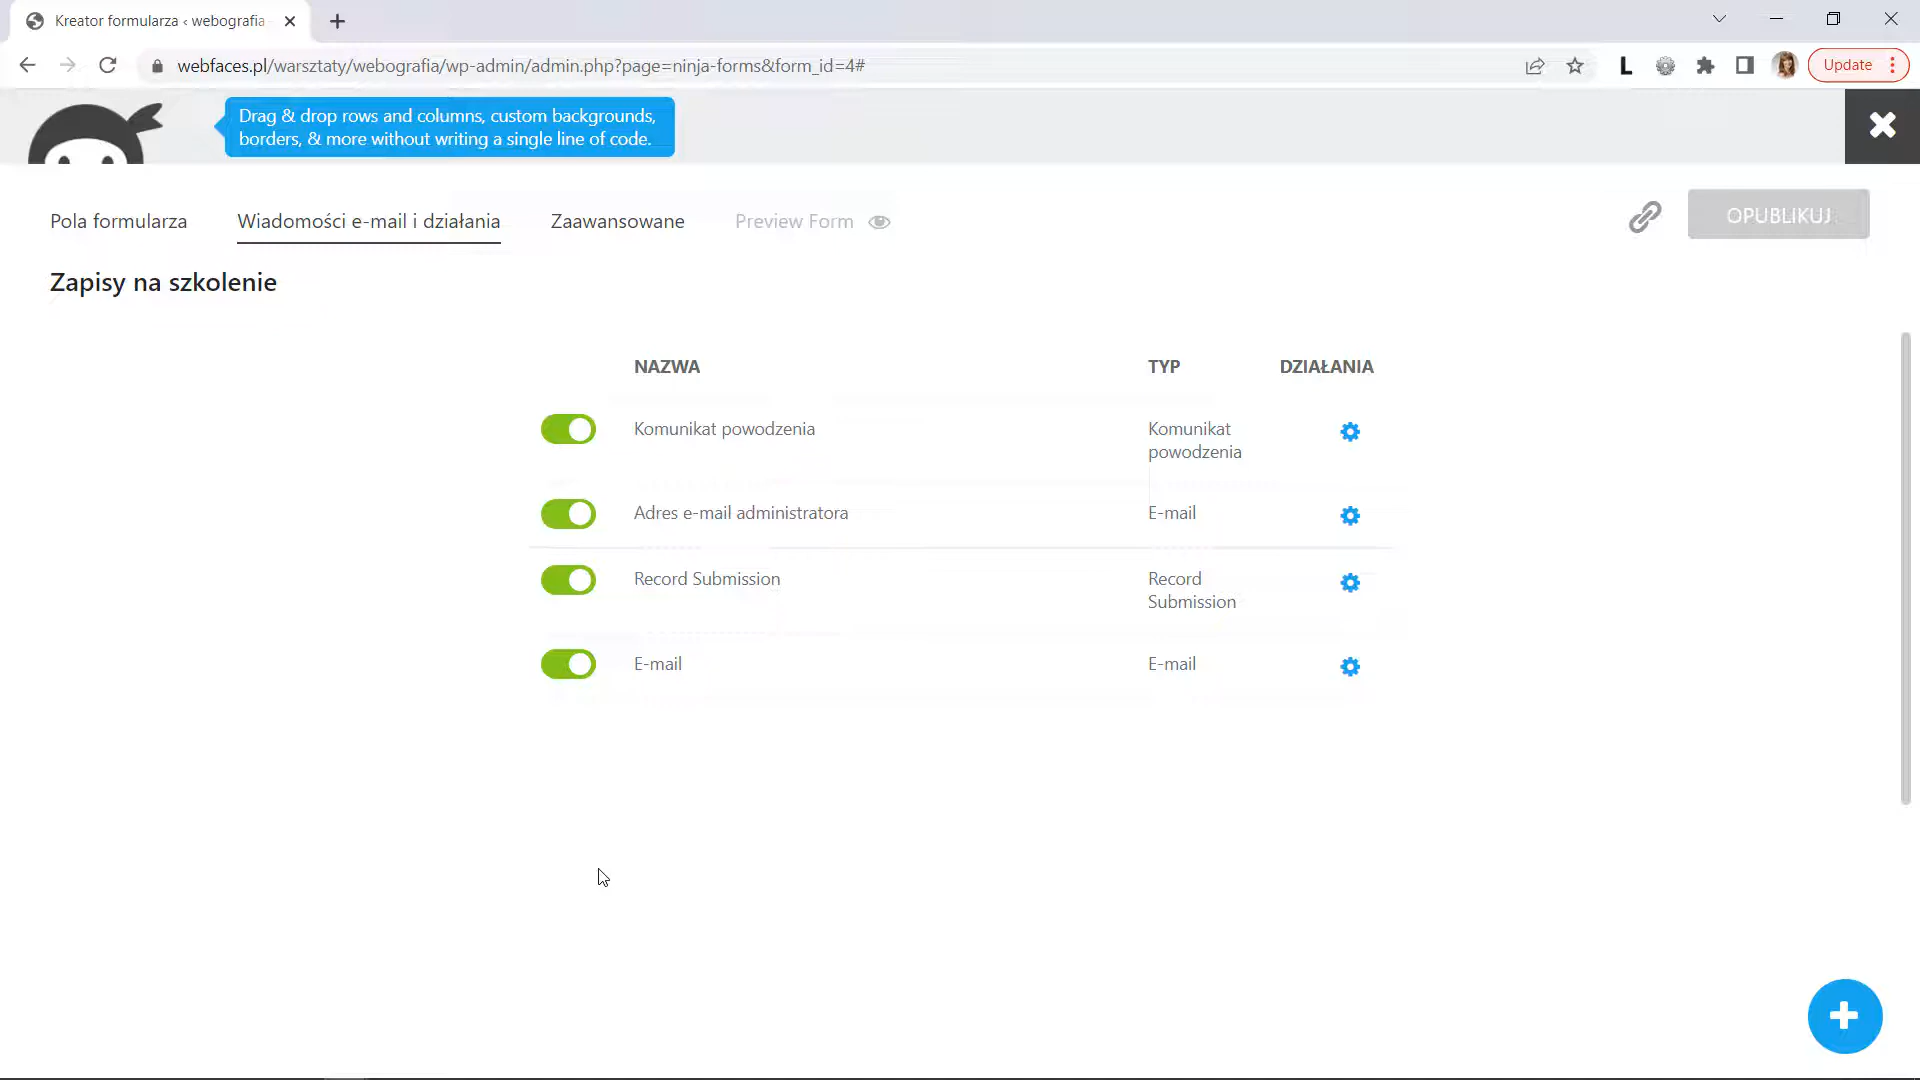 Kreator formularza ‹ webografia
webfaces.pl/warsztaty/webografia/wp-admin/admin.php?page=ninja-forms&form_id=4#
L
Update
Drag & drop rows and columns, custom backgrounds,
borders, & more without writing a single line of code.
Pola formularza
Wiadomości e-mail i działania
Zaawansowane
Preview Form
OPUBLIKUJ
Zapisy na szkolenie
NAZWA
TYP
DZIAŁANIA
Komunikat powodzenia
Komunikat
powodzenia
Adres e-mail administratora
E-mail
Record Submission
Record
Submission
E-mail
E-mail